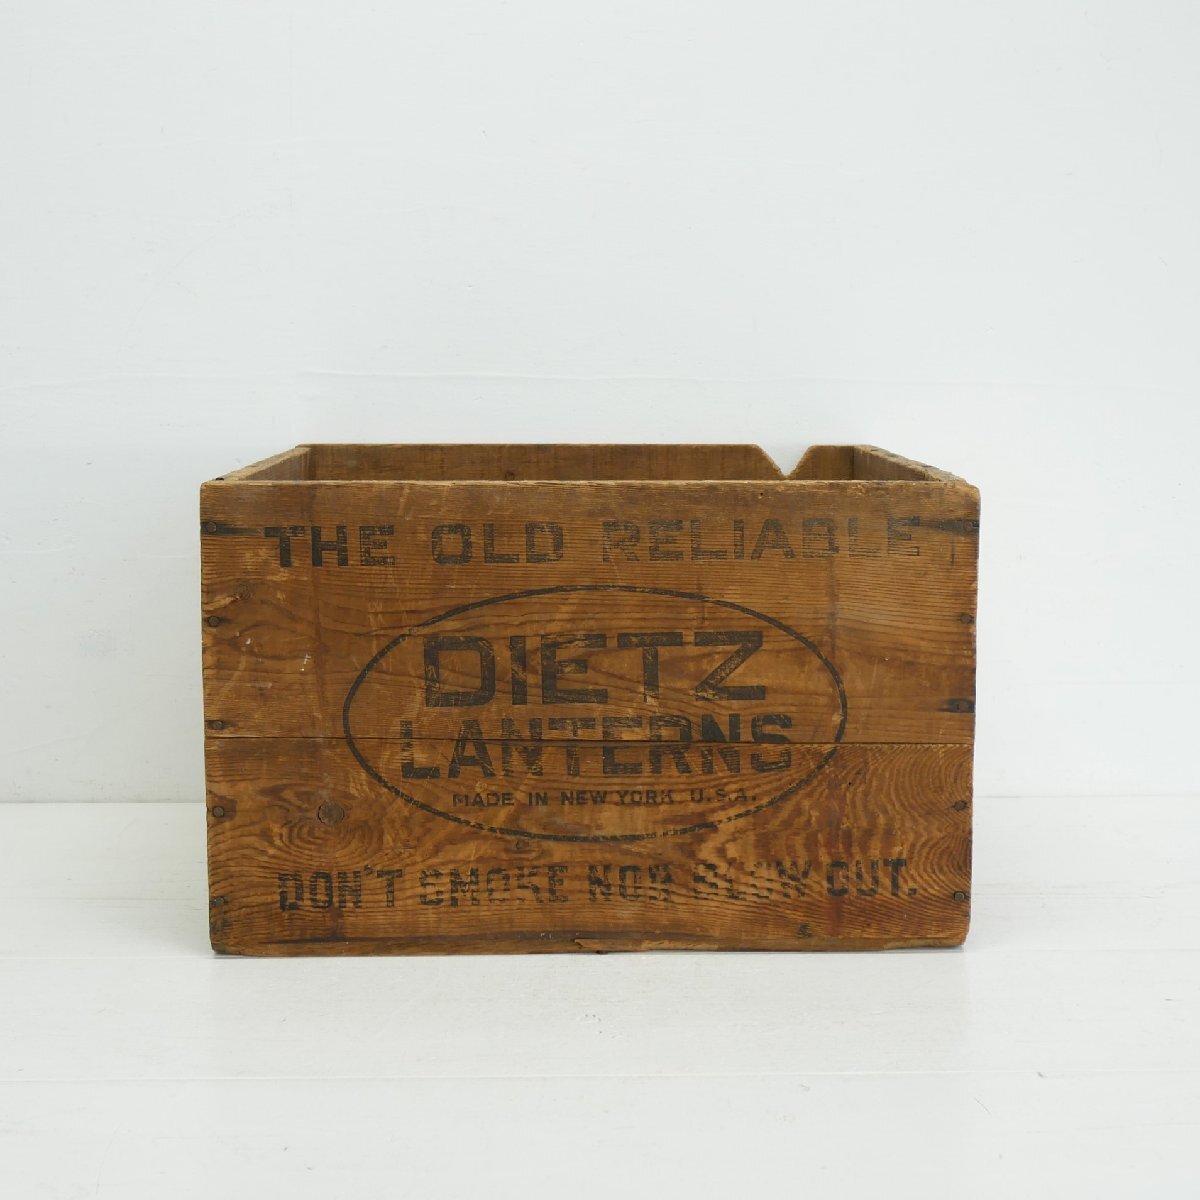 THE OLD RELIABLE
DIETZ
LANTERNS
MADE IN NEW YORK U.S.A.
DON'T SMOKE NOR BLOW OUT.